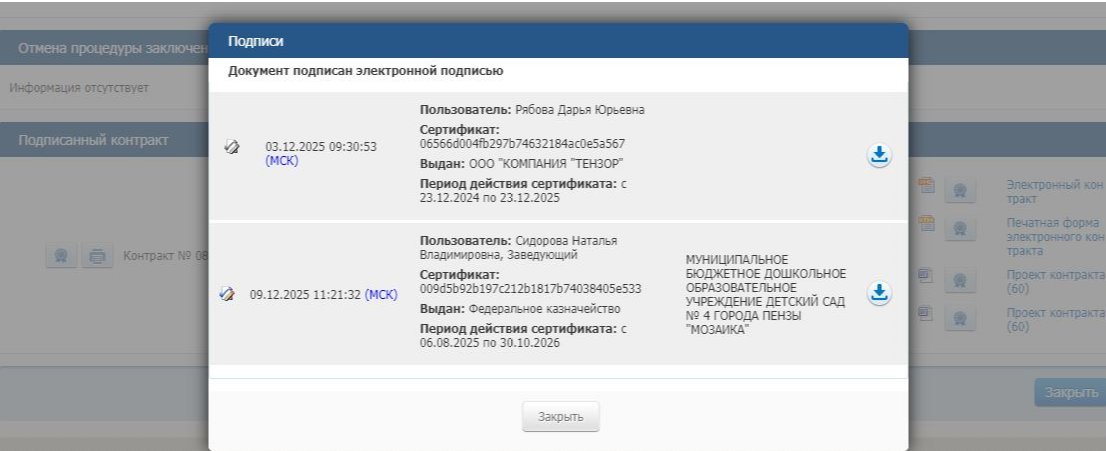 Отмена процедуры заключен
Информация отсутствует
Подписанный контракт
Контракт № 08
Подписи
Документ подписан электронной подписью
03.12.2025 09:30:53
(МСК)
Пользователь: Рябова Дарья Юрьевна
Сертификат:
06566d004fb297b74632184ac0e5a567
Выдан: ООО "КОМПАНИЯ "ТЕНЗОР"
Период действия сертификата: с
23.12.2024 по 23.12.2025
09.12.2025 11:21:32 (МСК)
Пользователь: Сидорова Наталья
Владимировна, Заведующий
Сертификат:
009d5b92b197c212b1817b74038405e533
Выдан: Федеральное казначейство
Период действия сертификата: с
06.08.2025 по 30.10.2026
МУНИЦИПАЛЬНОЕ
БЮДЖЕТНОЕ ДОШКОЛЬНОЕ
ОБРАЗОВАТЕЛЬНОЕ
УЧРЕЖДЕНИЕ ДЕТСКИЙ САД
№ 4 ГОРОДА ПЕНЗЫ
"МОЗАИКА"
Закрыть
Электронный кон
тракт
Печатная форма
электронного кон
тракта
Проект контракта
(60)
Проект контракта
(60)
Закрыть